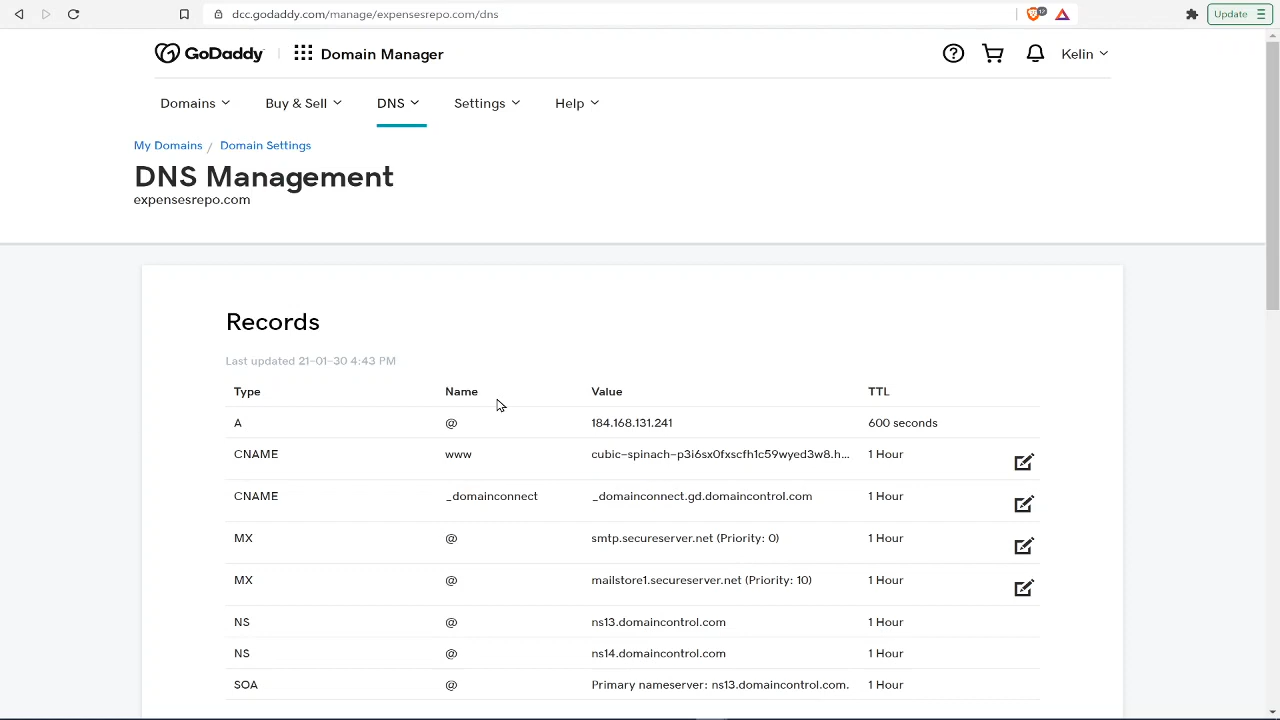 dcc.godaddy.com/manage/expensesrepo.com/dns
12
Update
GoDaddy
Domain Manager
Kelin
Domains
Buy & Sell
DNS
Settings
Help
My Domains / Domain Settings
DNS Management
expensesrepo.com
Records
Last updated 21-01-30 4:43 PM
Type Name Value TTL
A @ 184.168.131.241 600 seconds
CNAME www cubic-spinach-p3i6sx0fxscfh1c59wyed3w8.h... 1 Hour
CNAME _domainconnect _domainconnect.gd.domaincontrol.com 1 Hour
MX @ smtp.secureserver.net (Priority: 0) 1 Hour
MX @ mailstore1.secureserver.net (Priority: 10) 1 Hour
NS @ ns13.domaincontrol.com 1 Hour
NS @ ns14.domaincontrol.com 1 Hour
SOA @ Primary nameserver: ns13.domaincontrol.com. 1 Hour